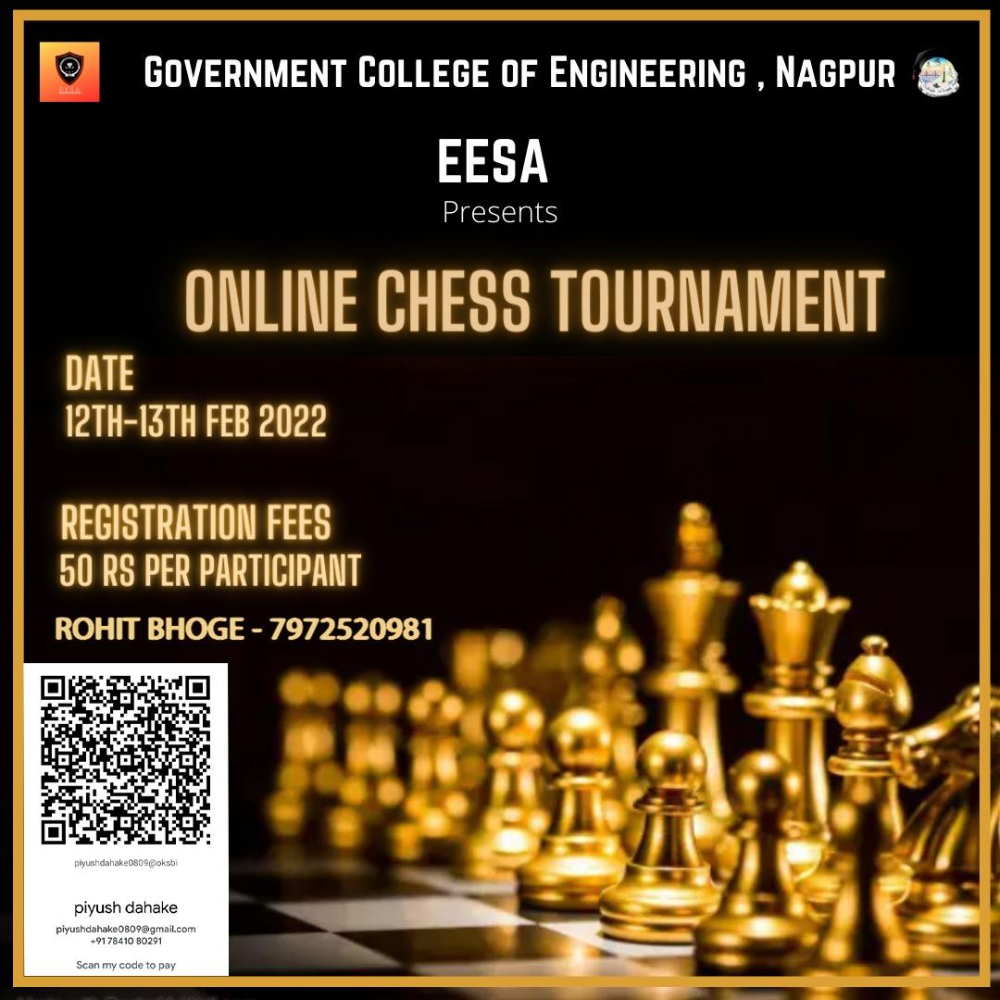 GOVERNMENT COLLEGE OF ENGINEERING , NAGPUR
EESA
EESA
Presents
ONLINE CHESS TOURNAMENT
DATE
12TH-13TH FEB 2022
REGISTRATION FEES
50 RS PER PARTICIPANT
ROHIT BHOGE - 7972520981
piyushdahake0809@oksbi
piyush dahake
piyushdahake0809@gmail.com
+91 78410 80291
Scan my code to pay